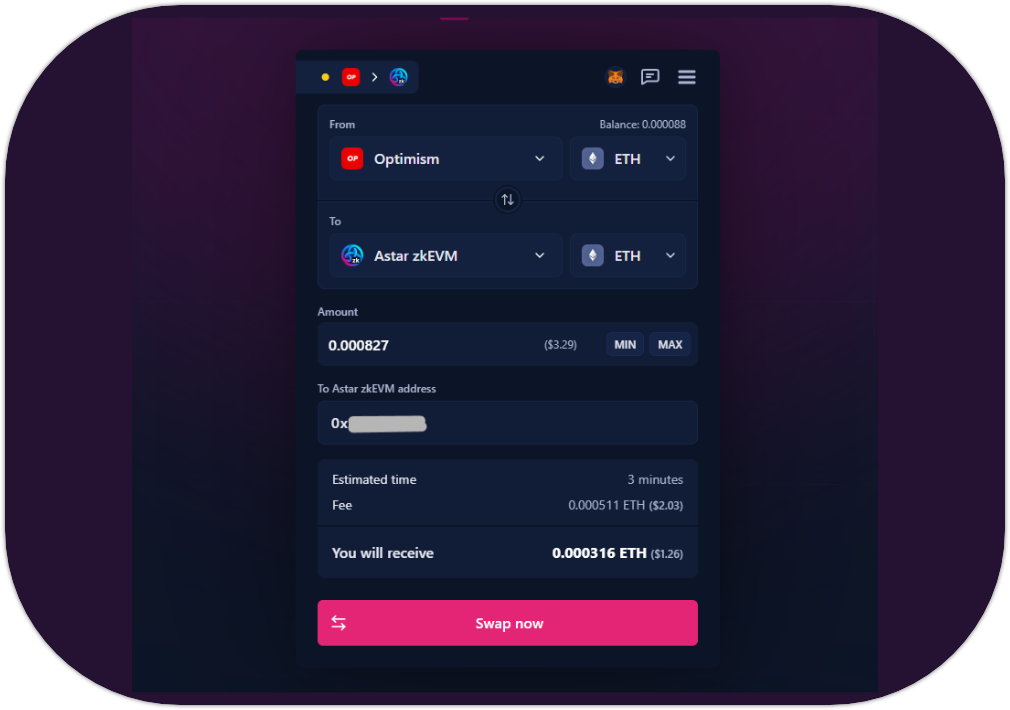 OP
zk
From
Balance: 0.000088
OP Optimism
ETH
To
zk Astar zkEVM
ETH
Amount
0.000827 ($3.29) MIN MAX
To Astar zkEVM address
0x
Estimated time 3 minutes
Fee 0.000511 ETH ($2.03)
You will receive 0.000316 ETH ($1.26)
Swap now